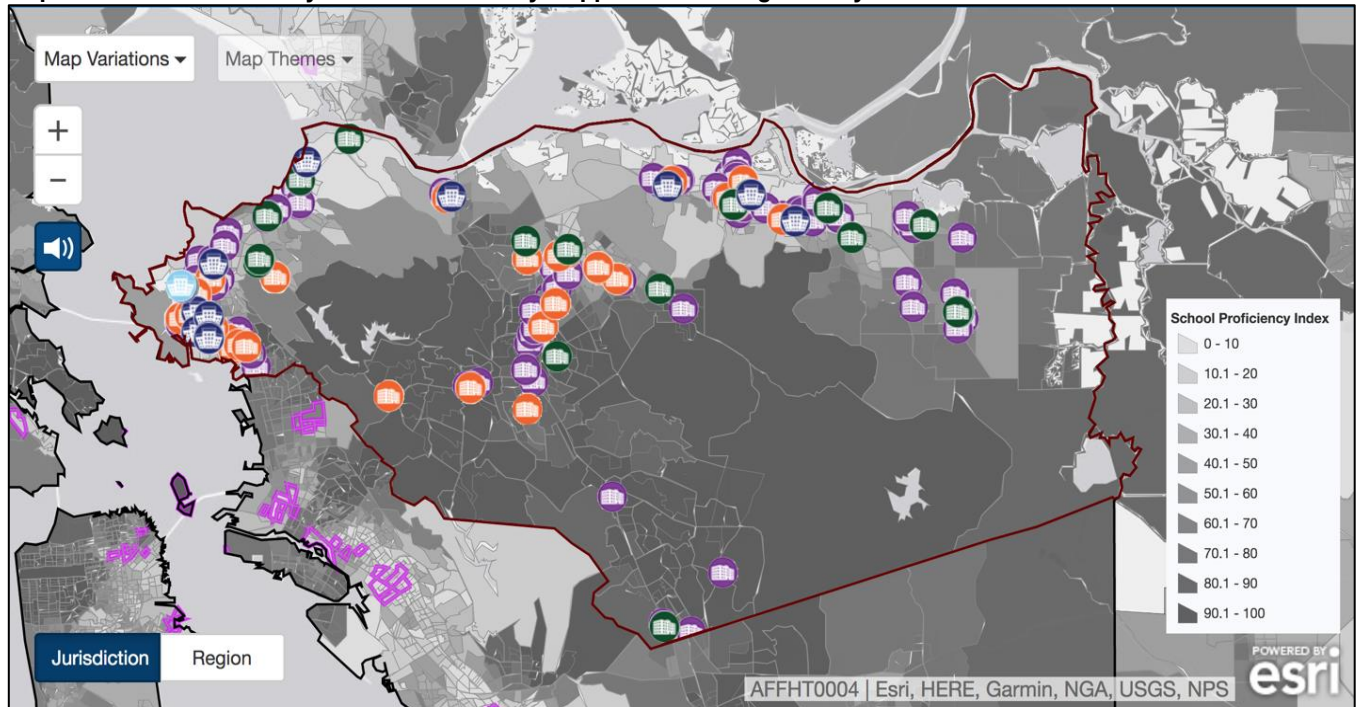 Map Variations ▾
Map Themes ▾
+
−
School Proficiency Index
0 - 10
10.1 - 20
20.1 - 30
30.1 - 40
40.1 - 50
50.1 - 60
60.1 - 70
70.1 - 80
80.1 - 90
90.1 - 100
Jurisdiction
Region
POWERED BY
esri
AFFHT0004 | Esri, HERE, Garmin, NGA, USGS, NPS